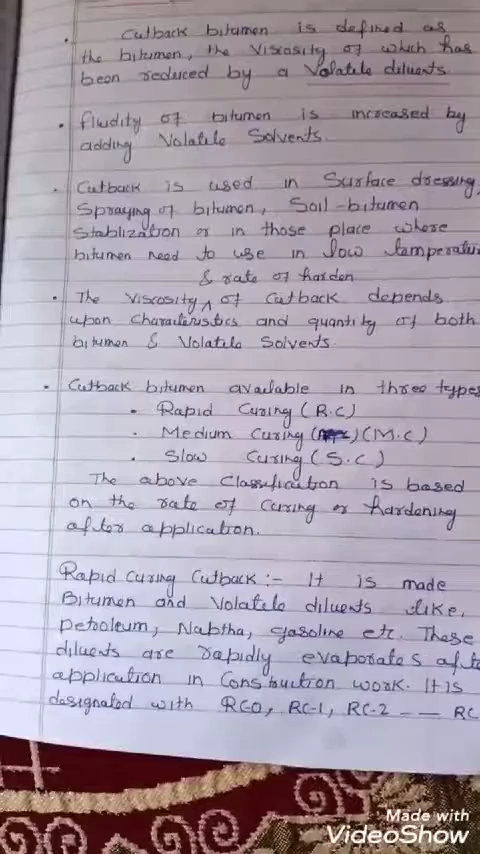 Cutback bitumen is defined as
the bitumen, the Viscosity of which has
been reduced by a Volatile diluents.
Fluidity of bitumen is increased by
adding Volatile Solvents.
Cutback is used in Surface dressing,
Spraying of bitumen, Soil-bitumen
Stablization or in those place where
bitumen need to use in low temperatu
& rate of harden
The Viscosity ^ of Cutback depends
upon characteristics and quantity of both
bitumen & Volatile Solvents.
Cutback bitumen available in three types
Rapid Curing (R.C)
Medium Curing (M.C)
Slow Curing (S.C)
The above Classification is based
on the rate of Curing or hardening
after application.
Rapid Curing Cutback :- It is made
Bitumen and Volatile diluents like,
petroleum, Naptha, gasoline etc. These
diluents are rapidly evaporates aft
application in Construction work. It is
designated with RC-0, RC-1, RC-2 —— RC
Made with
VideoShow